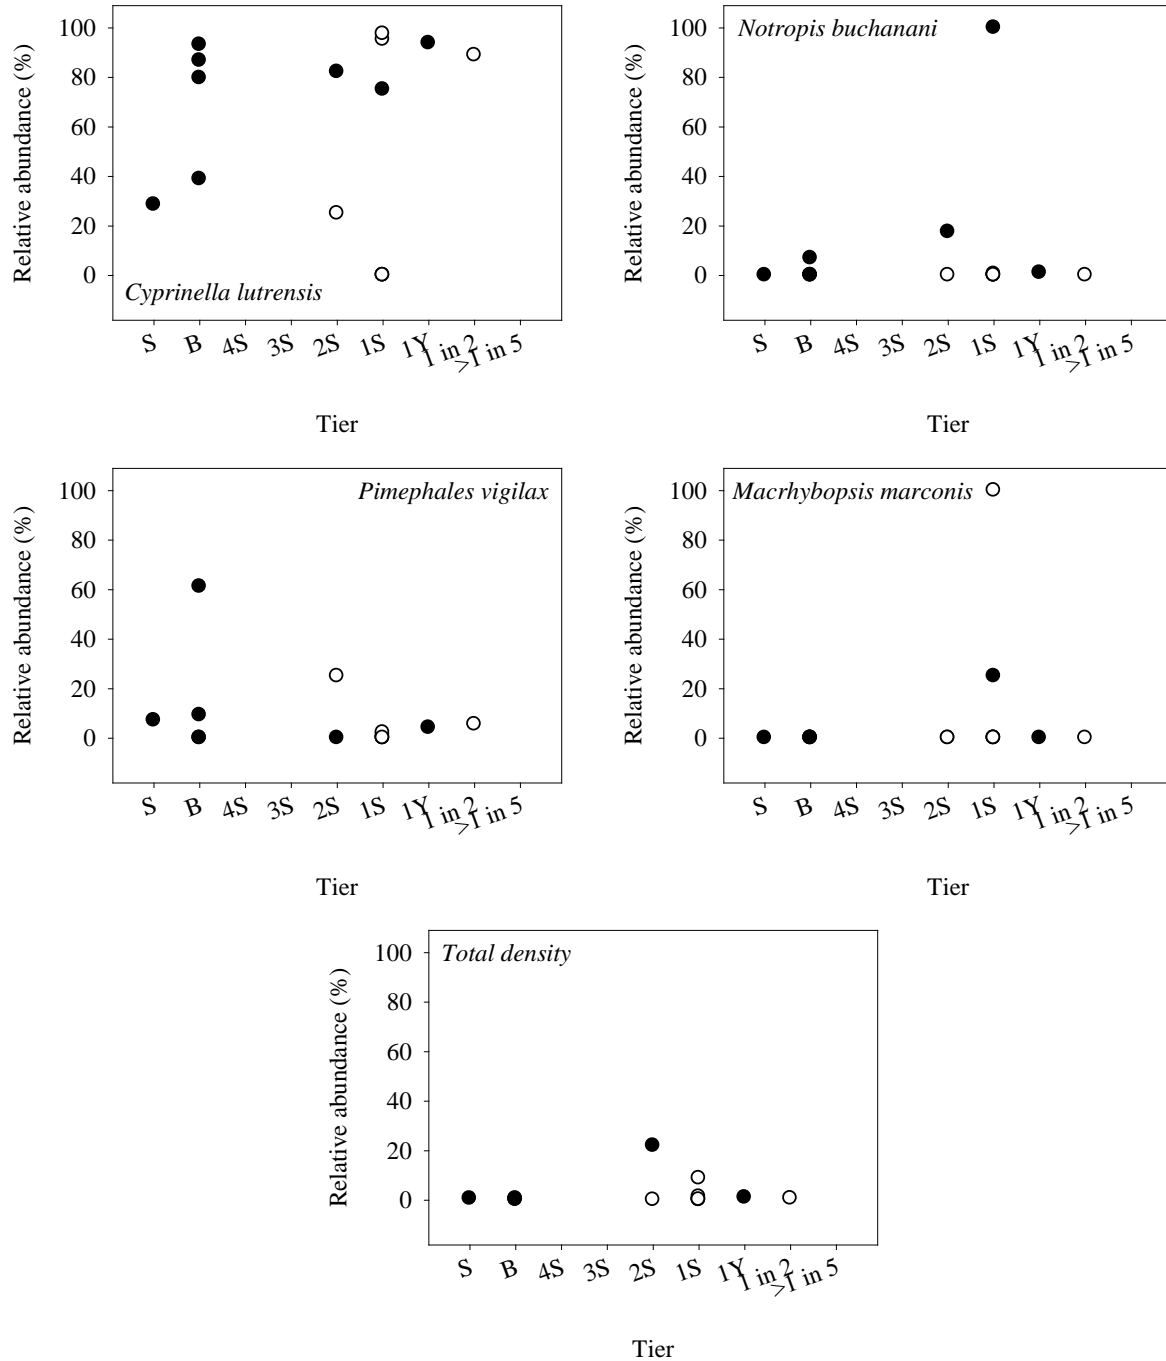 Relative abundance (%)
100
80
60
40
20
0
Cyprinella lutrensis
S B 4S 3S 2S 1S 1Y 1 in 2 >1 in 5
Tier
Relative abundance (%)
100
80
60
40
20
0
Notropis buchanani
S B 4S 3S 2S 1S 1Y 1 in 2 >1 in 5
Tier
Relative abundance (%)
100
80
60
40
20
0
Pimephales vigilax
S B 4S 3S 2S 1S 1Y 1 in 2 >1 in 5
Tier
Relative abundance (%)
100
80
60
40
20
0
Macrhybopsis marconis
S B 4S 3S 2S 1S 1Y 1 in 2 >1 in 5
Tier
Relative abundance (%)
100
80
60
40
20
0
Total density
S B 4S 3S 2S 1S 1Y 1 in 2 >1 in 5
Tier